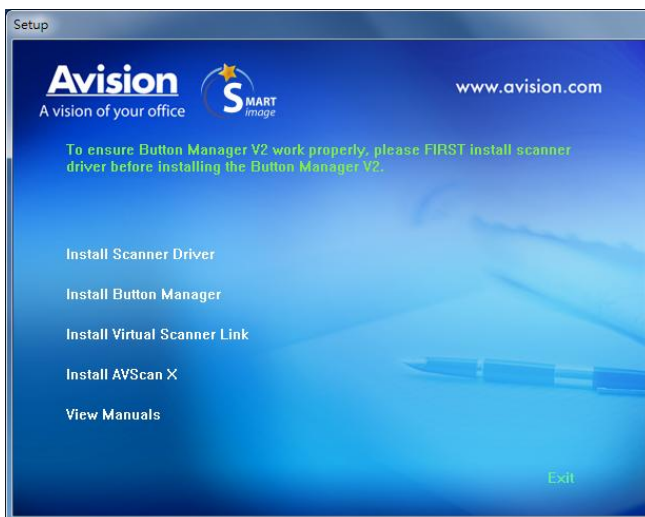 Setup
Avision
A vision of your office
SMART
Image
www.avision.com
To ensure Button Manager V2 work properly, please FIRST install scanner
driver before installing the Button Manager V2.
Install Scanner Driver
Install Button Manager
Install Virtual Scanner Link
Install AVScan X
View Manuals
Exit